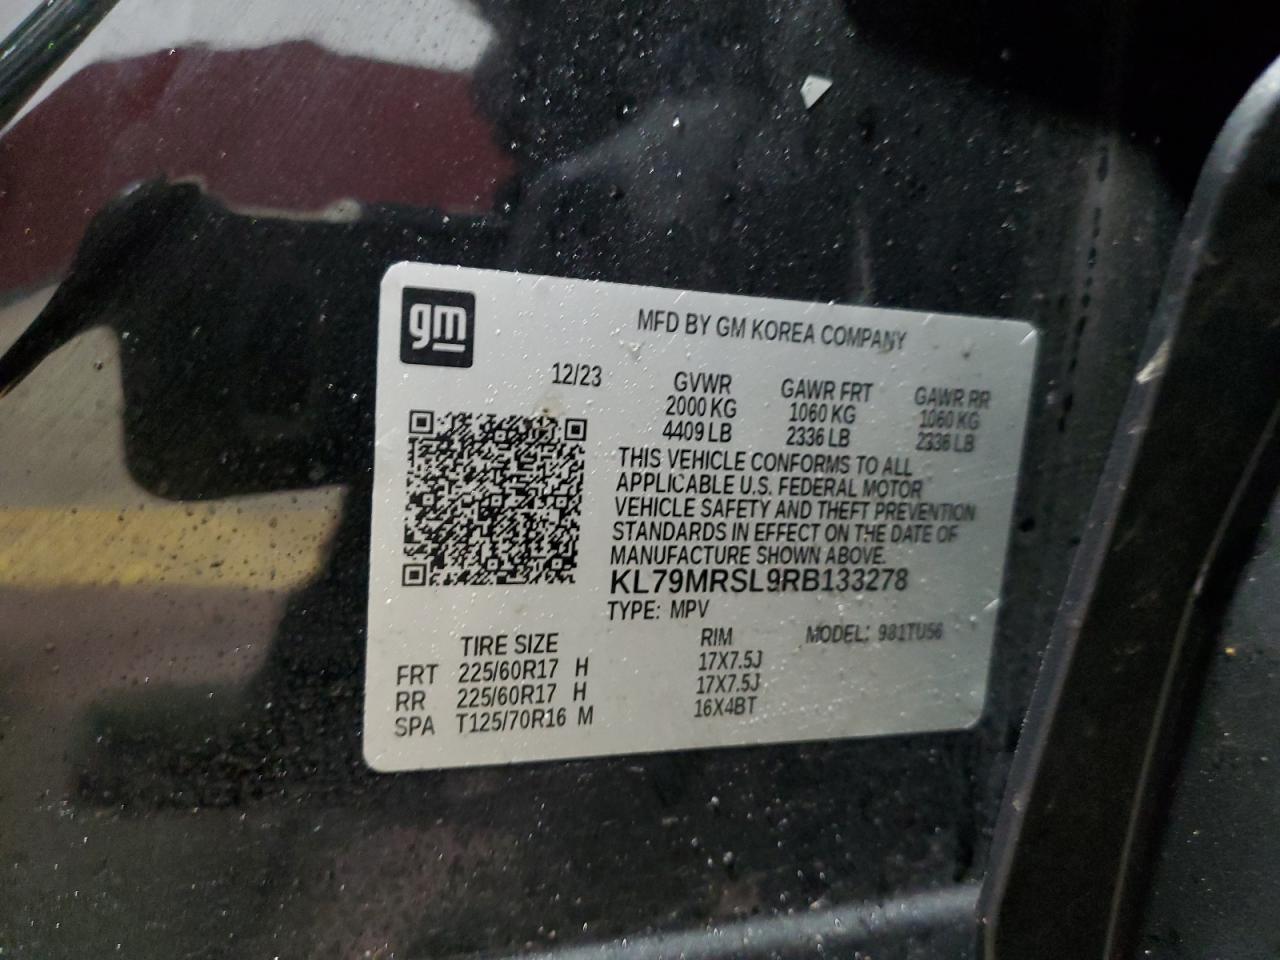 gm
MFD BY GM KOREA COMPANY
12/23
GVWR GAWR FRT GAWR RR
2000 KG 1060 KG 1060 KG
4409 LB 2336 LB 2336 LB
THIS VEHICLE CONFORMS TO ALL
APPLICABLE U.S. FEDERAL MOTOR
VEHICLE SAFETY AND THEFT PREVENTION
STANDARDS IN EFFECT ON THE DATE OF
MANUFACTURE SHOWN ABOVE.
KL79MRSL9RB133278
TYPE: MPV
MODEL: 9B1TU56
TIRE SIZE RIM
FRT 225/60R17 H 17X7.5J
RR 225/60R17 H 17X7.5J
SPA T125/70R16 M 16X4BT